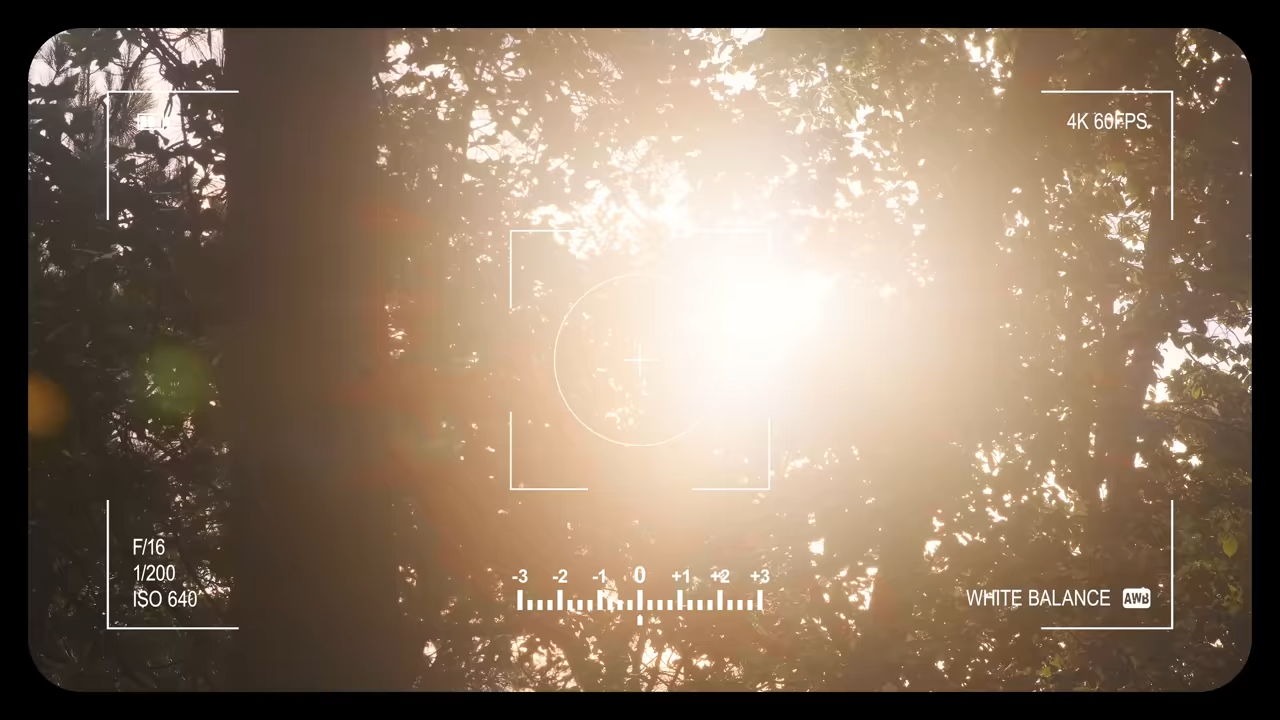 4K 60FPS
F/16
1/200
ISO 640
-3 -2 -1 0 +1 +2 +3
WHITE BALANCE AWB